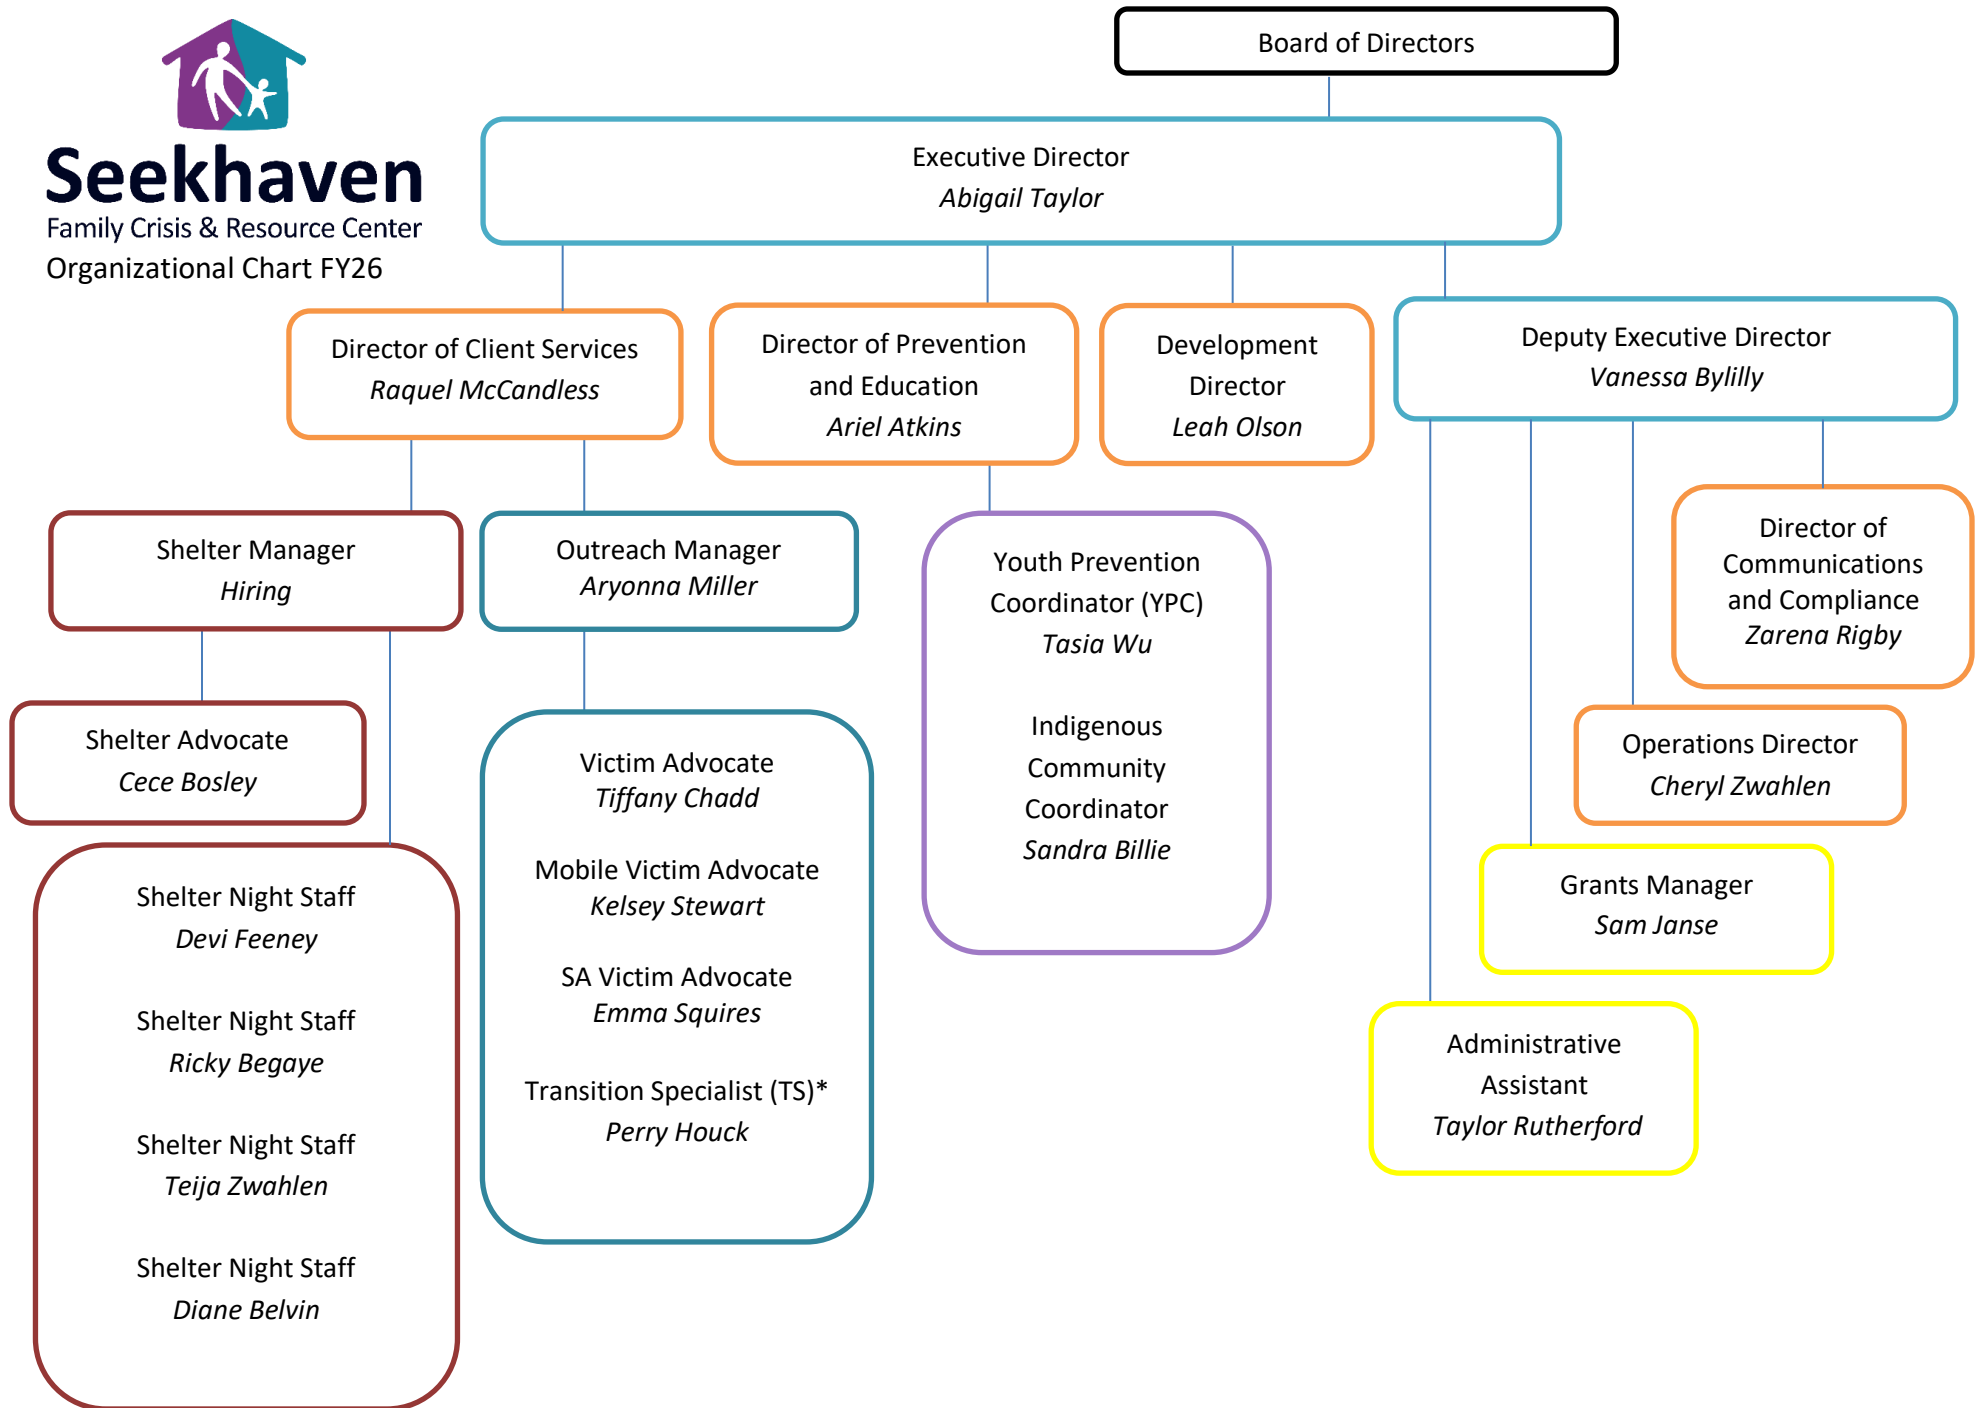 Seekhaven
Family Crisis & Resource Center
Organizational Chart FY26
Board of Directors
Executive Director
Abigail Taylor
Director of Client Services
Raquel McCandless
Director of Prevention
and Education
Ariel Atkins
Development
Director
Leah Olson
Deputy Executive Director
Vanessa Bylilly
Shelter Manager
Hiring
Outreach Manager
Aryonna Miller
Youth Prevention
Coordinator (YPC)
Tasia Wu
Indigenous
Community
Coordinator
Sandra Billie
Director of
Communications
and Compliance
Zarena Rigby
Shelter Advocate
Cece Bosley
Victim Advocate
Tiffany Chadd
Mobile Victim Advocate
Kelsey Stewart
SA Victim Advocate
Emma Squires
Transition Specialist (TS)*
Perry Houck
Operations Director
Cheryl Zwahlen
Grants Manager
Sam Janse
Administrative
Assistant
Taylor Rutherford
Shelter Night Staff
Devi Feeney
Shelter Night Staff
Ricky Begaye
Shelter Night Staff
Teija Zwahlen
Shelter Night Staff
Diane Belvin